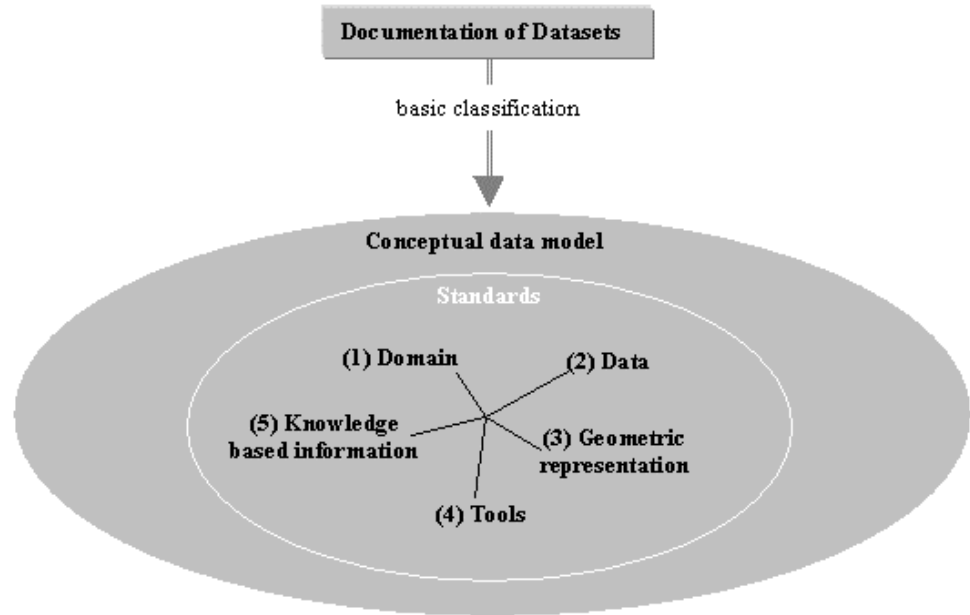 Documentation of Datasets
basic classification
Conceptual data model
Standards
(1) Domain
(2) Data
(5) Knowledge
based information
(3) Geometric
representation
(4) Tools